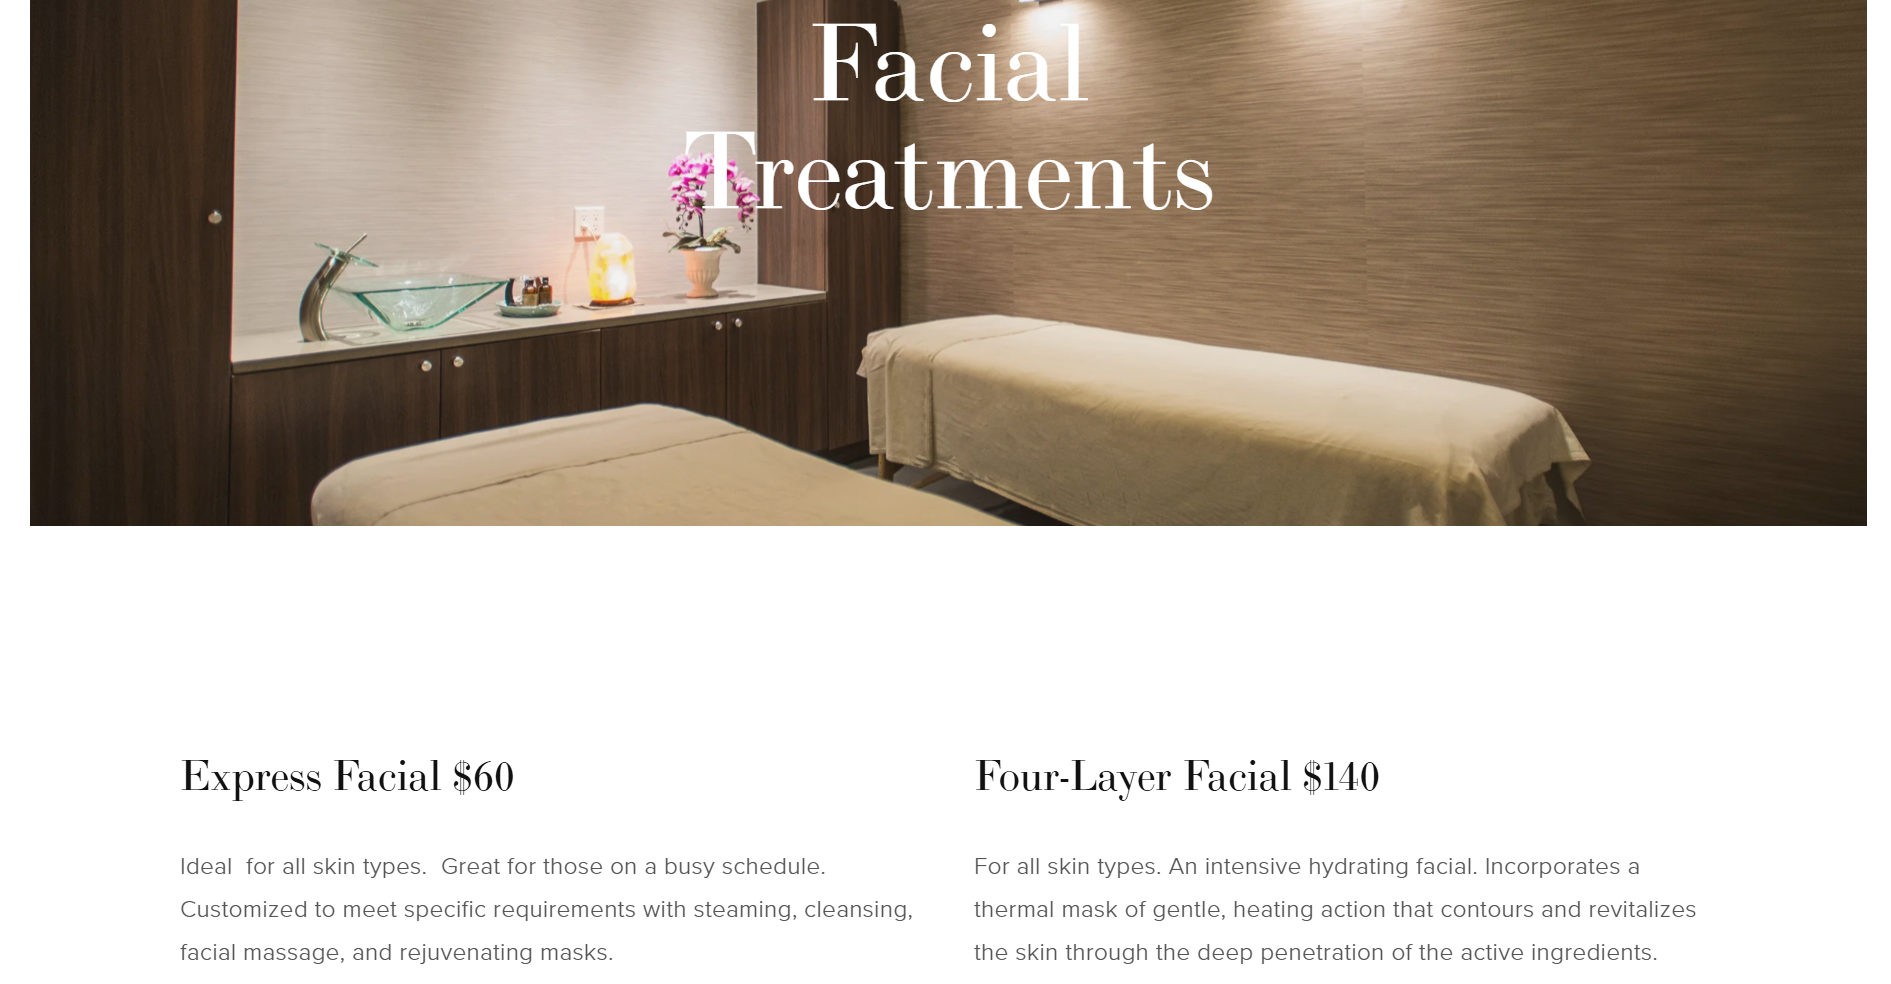 Facial
Treatments
Express Facial $60
Ideal  for all skin types.  Great for those on a busy schedule.
Customized to meet specific requirements with steaming, cleansing,
facial massage, and rejuvenating masks.
Four-Layer Facial $140
For all skin types. An intensive hydrating facial. Incorporates a
thermal mask of gentle, heating action that contours and revitalizes
the skin through the deep penetration of the active ingredients.